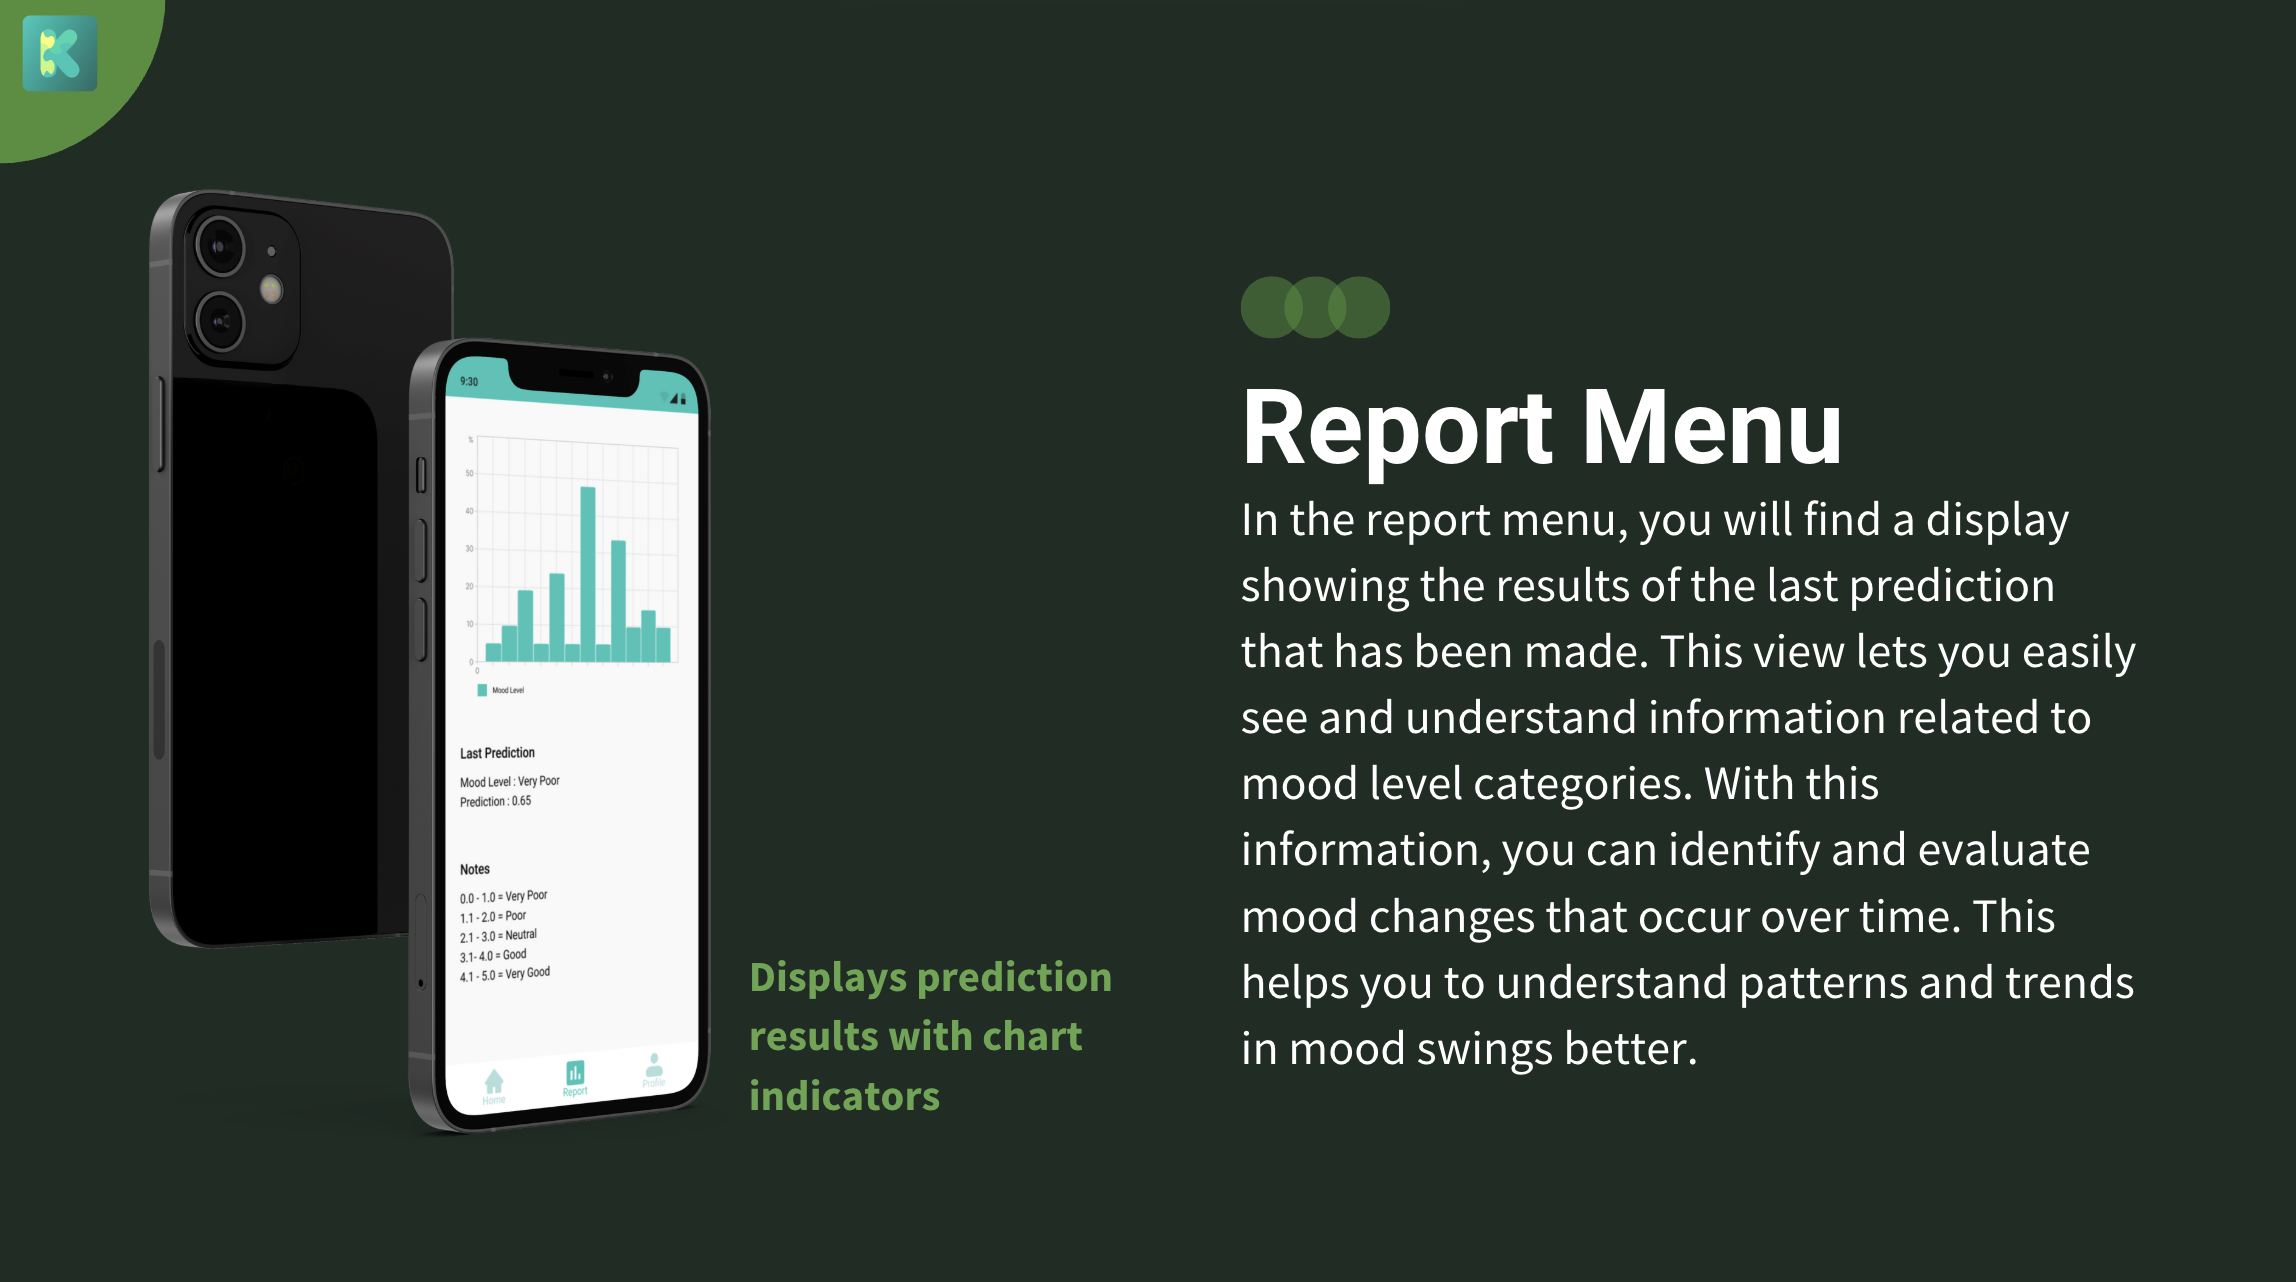 9:30
%
50
40
30
20
10
0
0
Mood Level
Last Prediction
Mood Level : Very Poor
Prediction : 0.65
Notes
0.0 - 1.0 = Very Poor
1.1 - 2.0 = Poor
2.1 - 3.0 = Neutral
3.1- 4.0 = Good
4.1 - 5.0 = Very Good
Home
Report
Profile
Displays prediction
results with chart
indicators
Report Menu
In the report menu, you will find a display
showing the results of the last prediction
that has been made. This view lets you easily
see and understand information related to
mood level categories. With this
information, you can identify and evaluate
mood changes that occur over time. This
helps you to understand patterns and trends
in mood swings better.